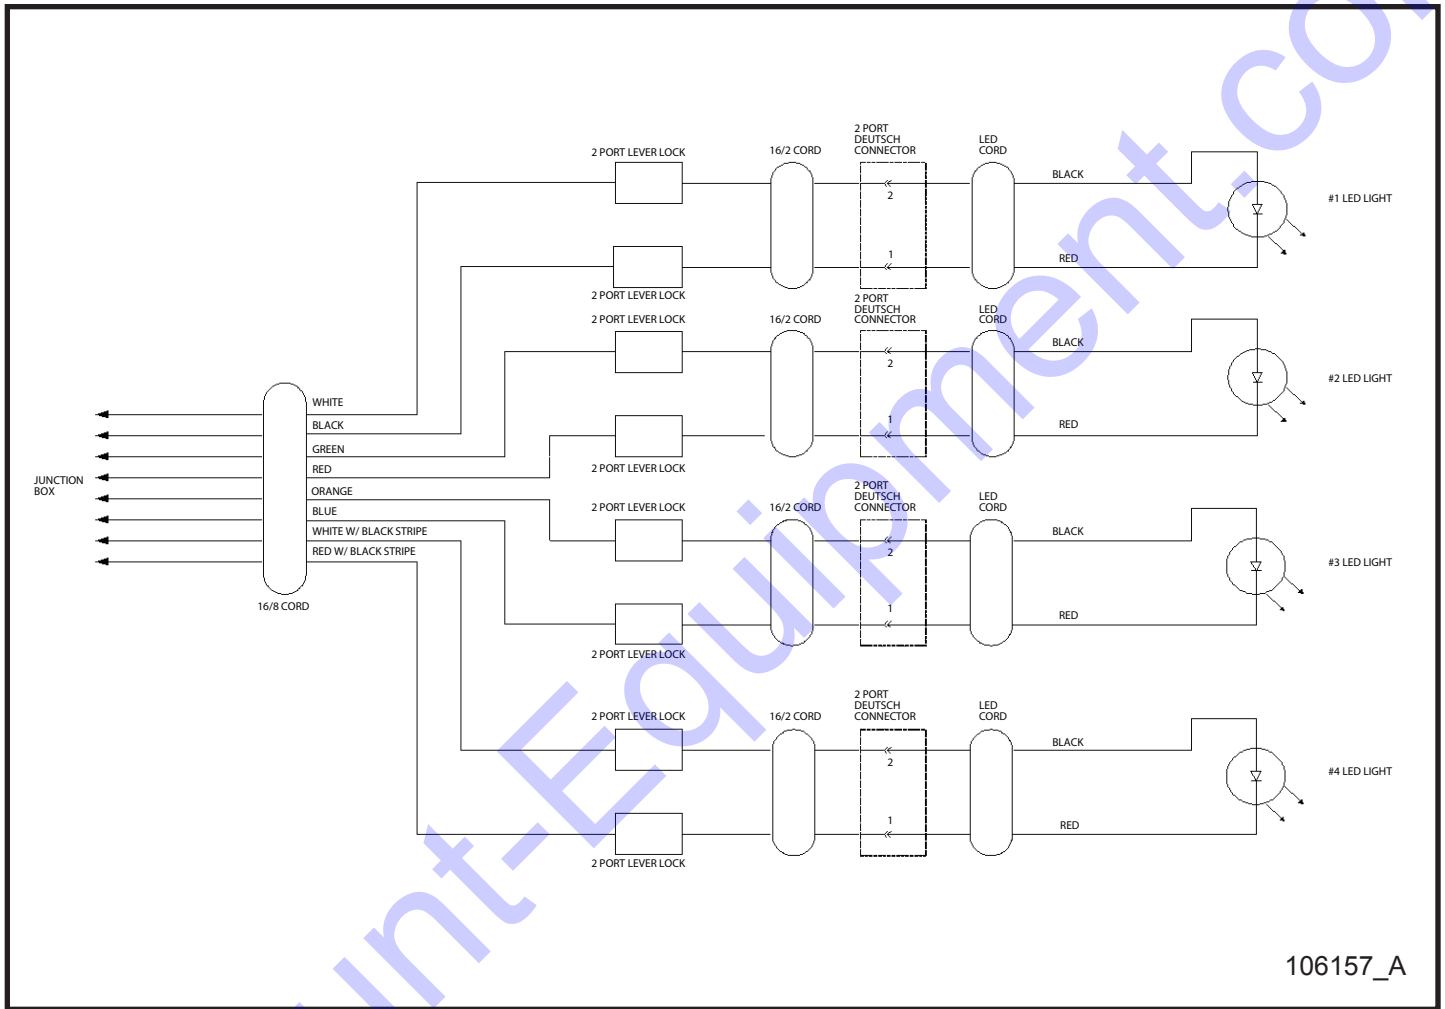 2 PORT
DEUTSCH
CONNECTOR
LED
CORD
2 PORT LEVER LOCK
16/2 CORD
BLACK
2
#1 LED LIGHT
1
RED
2 PORT LEVER LOCK
2 PORT
DEUTSCH
CONNECTOR
LED
CORD
2 PORT LEVER LOCK
16/2 CORD
BLACK
2
#2 LED LIGHT
1
RED
2 PORT LEVER LOCK
WHITE
BLACK
GREEN
RED
ORANGE
BLUE
WHITE W/ BLACK STRIPE
RED W/ BLACK STRIPE
JUNCTION
BOX
16/8 CORD
2 PORT
DEUTSCH
CONNECTOR
LED
CORD
2 PORT LEVER LOCK
16/2 CORD
BLACK
2
#3 LED LIGHT
1
RED
2 PORT LEVER LOCK
2 PORT
DEUTSCH
CONNECTOR
LED
CORD
2 PORT LEVER LOCK
16/2 CORD
BLACK
2
#4 LED LIGHT
1
RED
2 PORT LEVER LOCK
106157_A